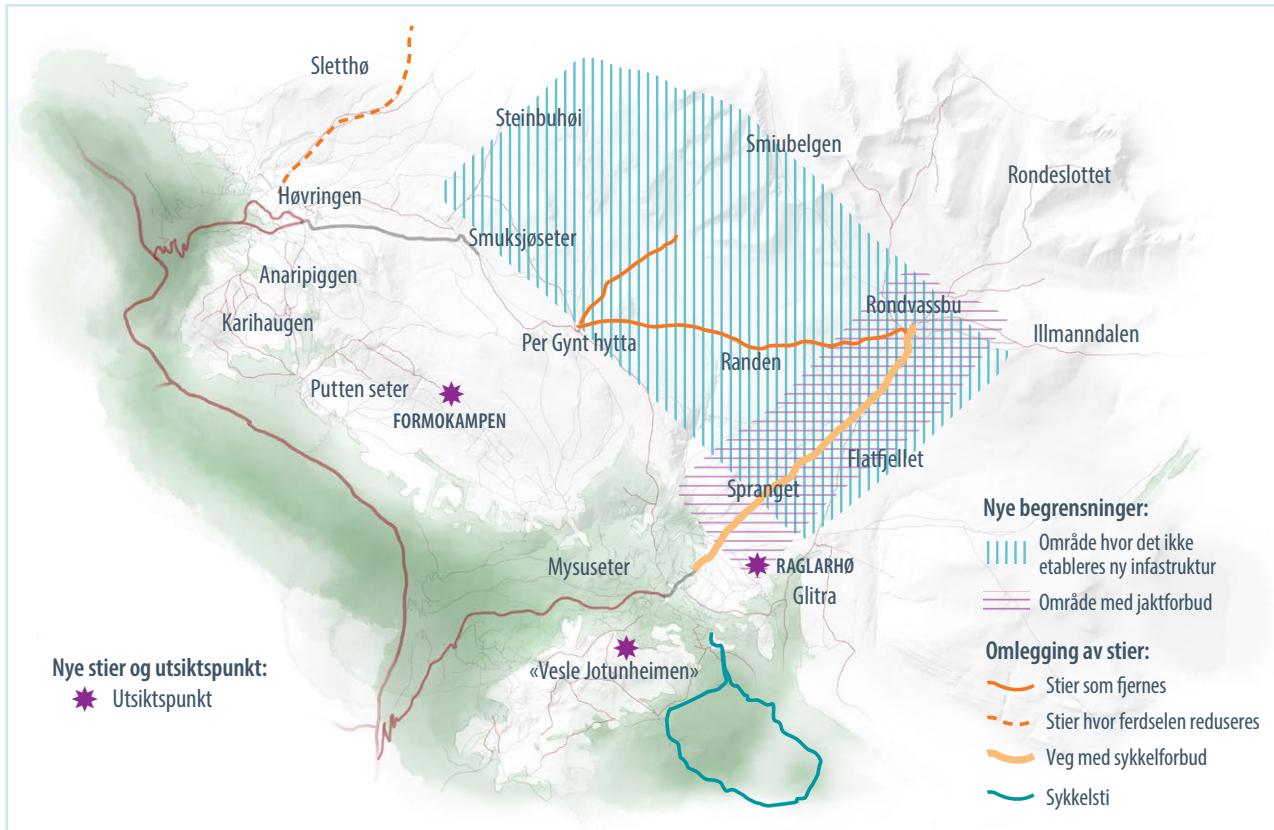 Sletthø
Steinbuhøi
Smiubelgen
Rondeslottet
Høvringen
Smuksjøseter
Anaripiggen
Karihaugen
Rondvassbu
Illmanndalen
Per Gynt hytta
Randen
Putten seter
FORMOKAMPEN
Flatfjellet
Spranget
Mysuseter
RAGLARHØ
Glitra
«Vesle Jotunheimen»
Nye stier og utsiktspunkt:
Utsiktspunkt
Nye begrensninger:
Område hvor det ikke
etableres ny infastruktur
Område med jaktforbud
Omlegging av stier:
Stier som fjernes
Stier hvor ferdselen reduseres
Veg med sykkelforbud
Sykkelsti